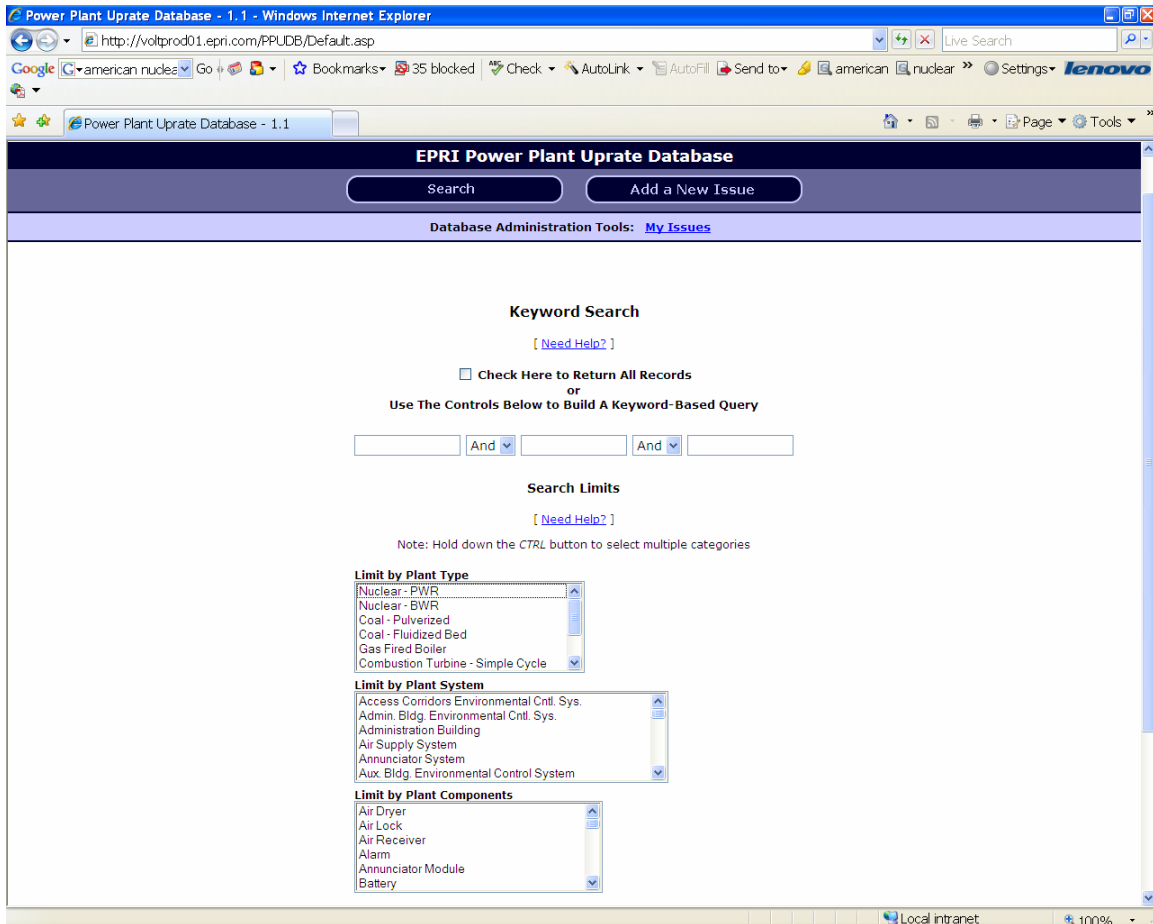 Power Plant Uprate Database - 1.1 - Windows Internet Explorer
http://voltprod01.epri.com/PPUDB/Default.asp
Live Search
Google american nuclea Go Bookmarks 35 blocked Check AutoLink AutoFill Send to american nuclear » Settings lenovo
Power Plant Uprate Database - 1.1
Page Tools »
EPRI Power Plant Uprate Database
Search Add a New Issue
Database Administration Tools: My Issues
Keyword Search
[ Need Help? ]
Check Here to Return All Records
or
Use The Controls Below to Build A Keyword-Based Query
And And
Search Limits
[ Need Help? ]
Note: Hold down the CTRL button to select multiple categories
Limit by Plant Type
Nuclear - PWR
Nuclear - BWR
Coal - Pulverized
Coal - Fluidized Bed
Gas Fired Boiler
Combustion Turbine - Simple Cycle
Limit by Plant System
Access Corridors Environmental Cntl. Sys.
Admin. Bldg. Environmental Cntl. Sys.
Administration Building
Air Supply System
Annunciator System
Aux. Bldg. Environmental Control System
Limit by Plant Components
Air Dryer
Air Lock
Air Receiver
Alarm
Annunciator Module
Battery
Local intranet 100%